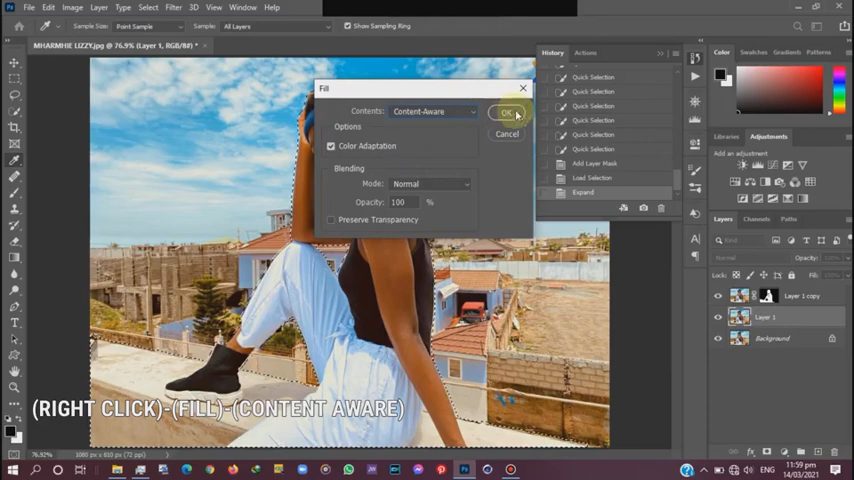 File Edit Image Layer Type Select Filter 3D View Window Help
Sample Size: Point Sample Sample: All Layers Show Sampling Ring
MHARMHIE LIZZY.jpg @ 76.9% (Layer 1, RGB/8#) * ×
Fill
Contents: Content-Aware
OK
Options
Color Adaptation
Cancel
Blending
Mode: Normal
Opacity: 100 %
Preserve Transparency
History Actions
Quick Selection
Quick Selection
Quick Selection
Quick Selection
Quick Selection
Quick Selection
Add Layer Mask
Load Selection
Expand
Color Swatches Gradients Patterns
Libraries Adjustments
Add an adjustment
Layers Channels Paths
Kind
Normal Opacity:
Lock: Fill:
Layer 1 copy
Layer 1
Background
(RIGHT CLICK)-(FILL)-(CONTENT AWARE)
76.92% 1080 px x 810 px (72 ppi)
ENG
11:59 pm
14/03/2021